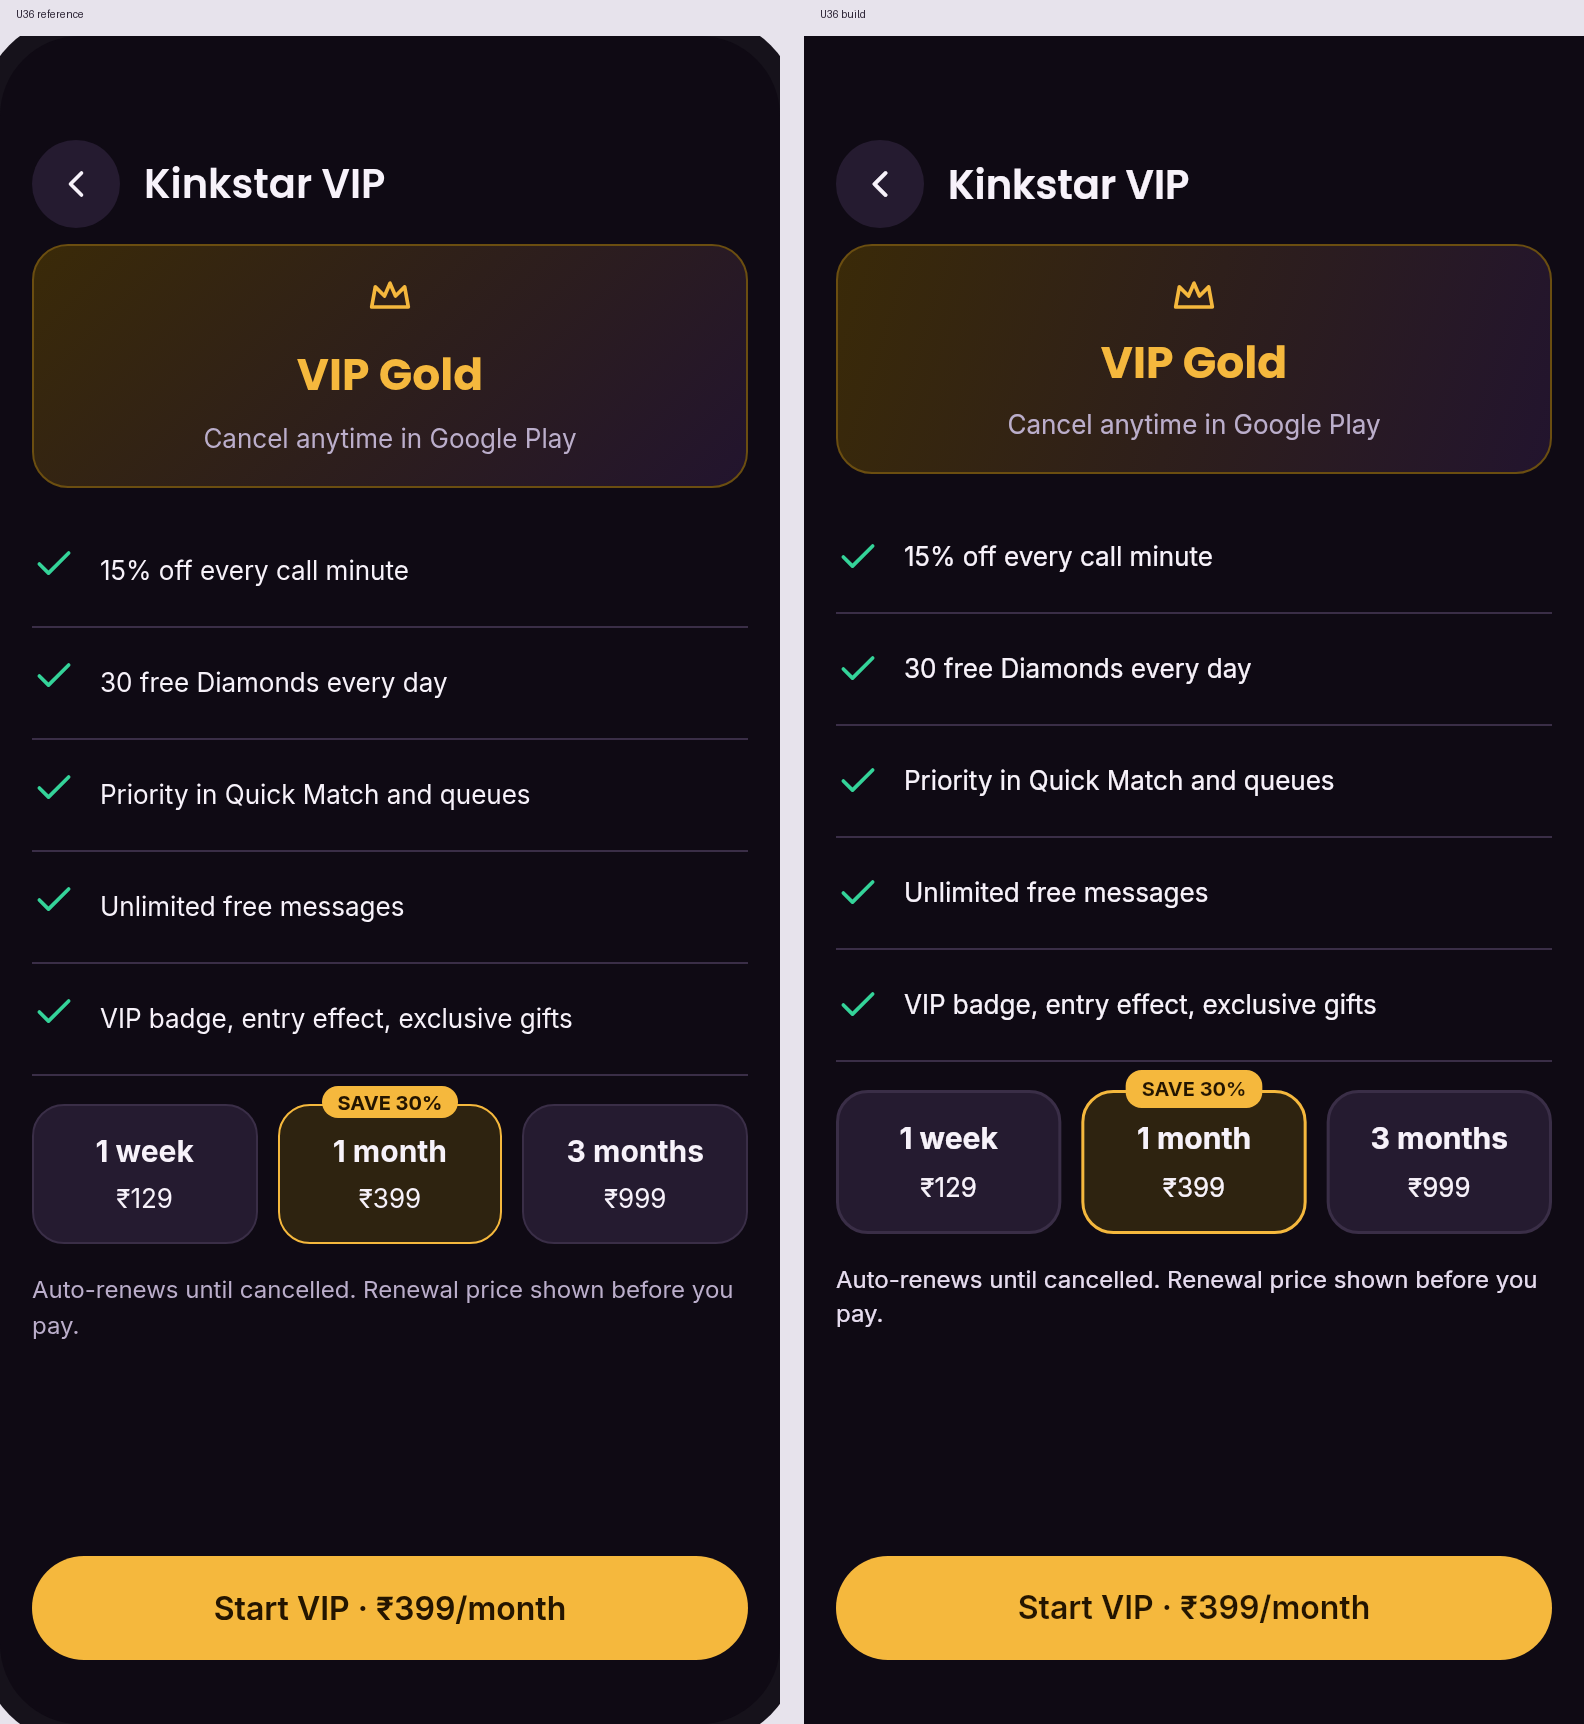 U36 reference
Kinkstar VIP
VIP Gold
Cancel anytime in Google Play
15% off every call minute
30 free Diamonds every day
Priority in Quick Match and queues
Unlimited free messages
VIP badge, entry effect, exclusive gifts
SAVE 30%
1 week
₹129
1 month
₹399
3 months
₹999
Auto-renews until cancelled. Renewal price shown before you
pay.
Start VIP · ₹399/month
U36 build
Kinkstar VIP
VIP Gold
Cancel anytime in Google Play
15% off every call minute
30 free Diamonds every day
Priority in Quick Match and queues
Unlimited free messages
VIP badge, entry effect, exclusive gifts
SAVE 30%
1 week
₹129
1 month
₹399
3 months
₹999
Auto-renews until cancelled. Renewal price shown before you
pay.
Start VIP · ₹399/month